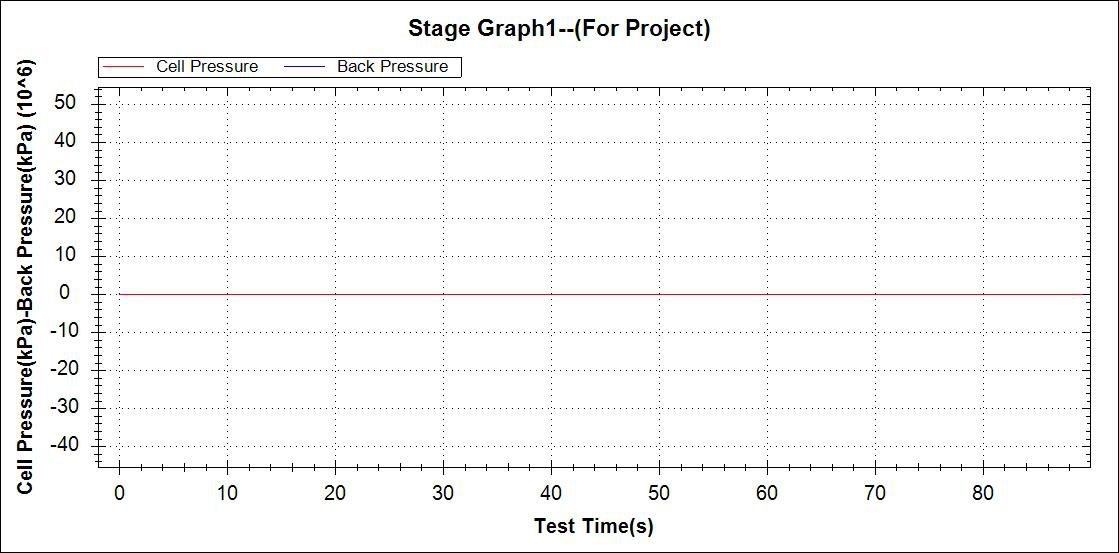 Stage Graph1--(For Project)
Cell Pressure Back Pressure
Cell Pressure(kPa)-Back Pressure(kPa) (10^6)
50
40
30
20
10
0
-10
-20
-30
-40
0 10 20 30 40 50 60 70 80
Test Time(s)